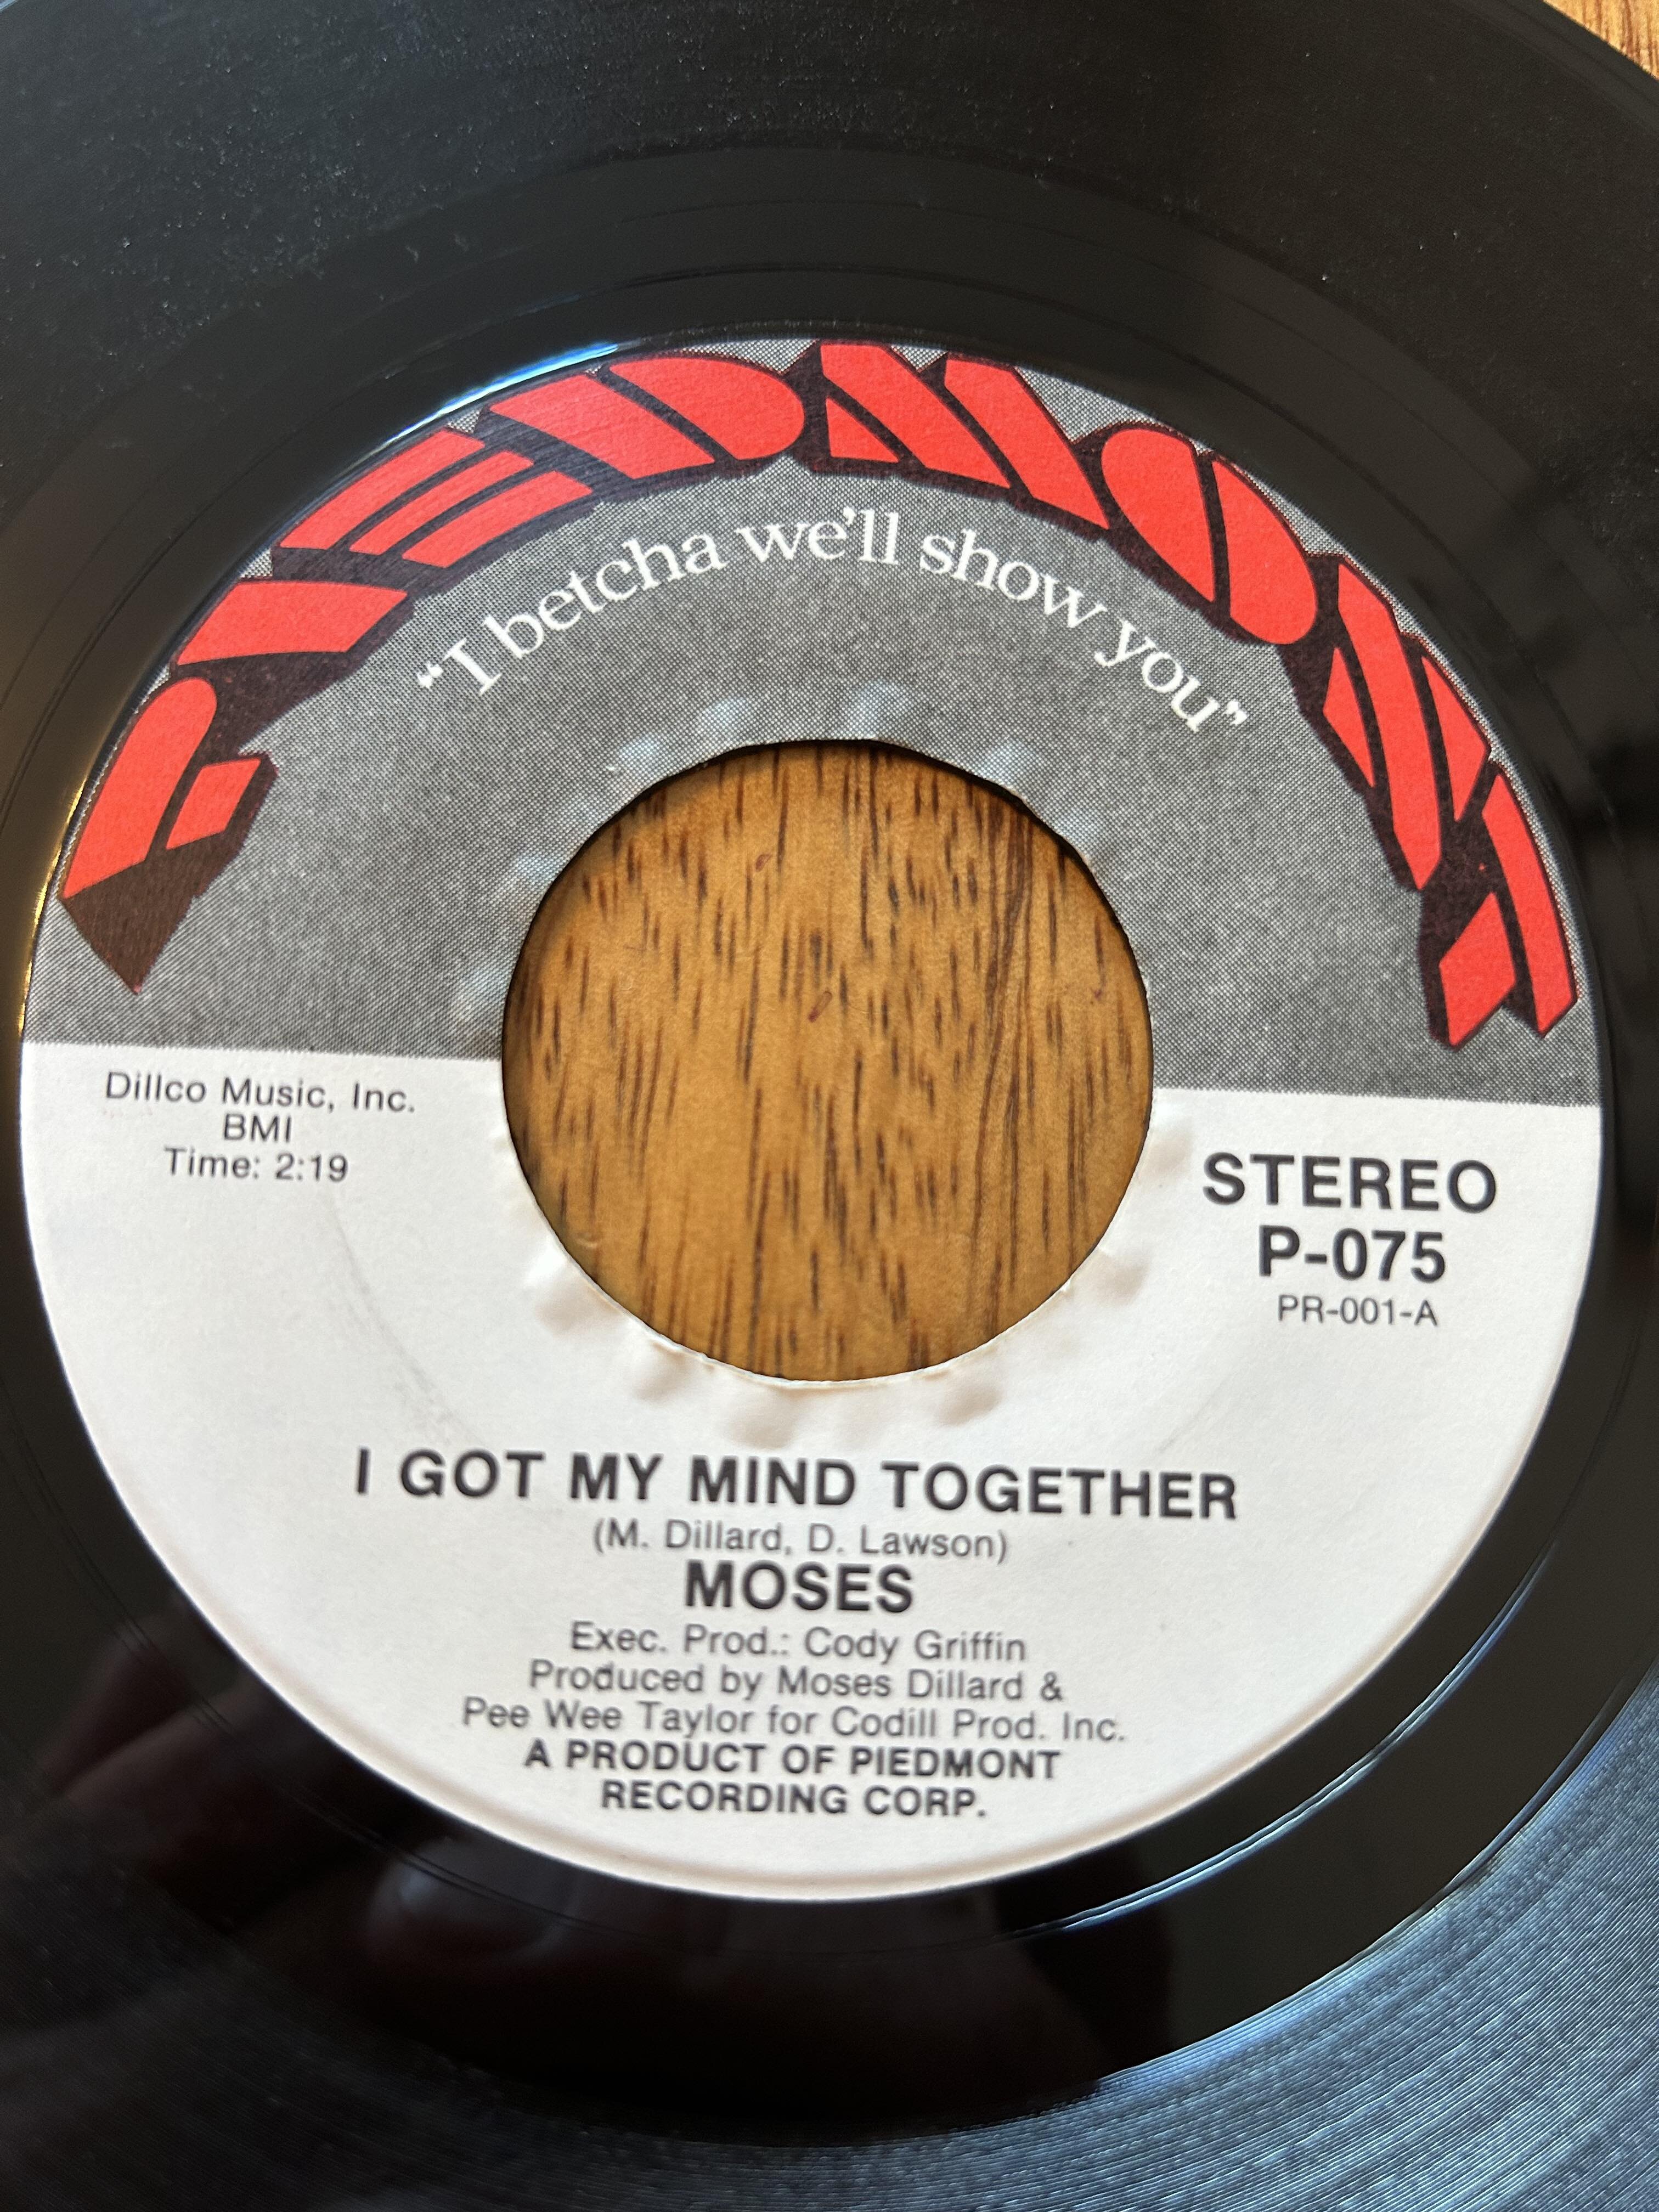 PIEDMONT
"I betcha we'll show you"
Dillco Music, Inc.
BMI
Time: 2:19
STEREO
P-075
PR-001-A
I GOT MY MIND TOGETHER
(M. Dillard, D. Lawson)
MOSES
Exec. Prod.: Cody Griffin
Produced by Moses Dillard &
Pee Wee Taylor for Codill Prod. Inc.
A PRODUCT OF PIEDMONT
RECORDING CORP.